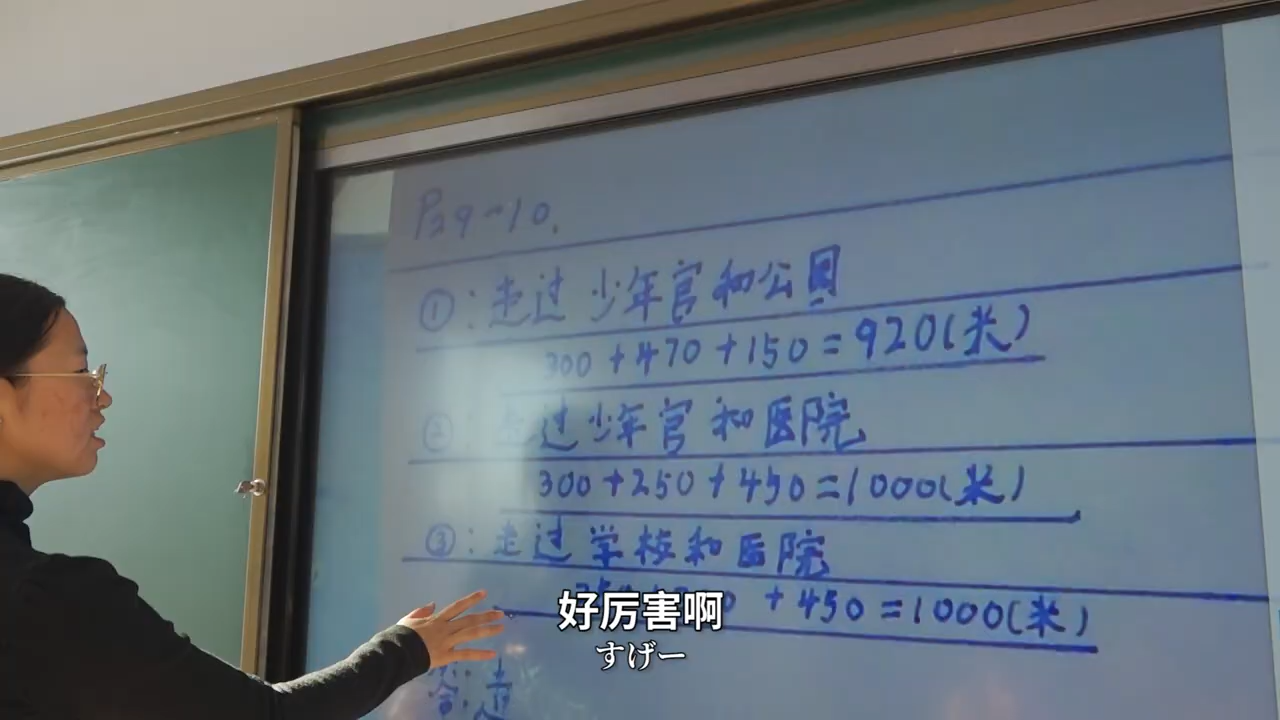 P29-10.
①:走过少年宫和公园
300+470+150=920(米)
②:走过少年宫和医院
300+250+450=1000(米)
③:走过学校和医院
+450=1000(米)
好厉害啊
すげー
答:走